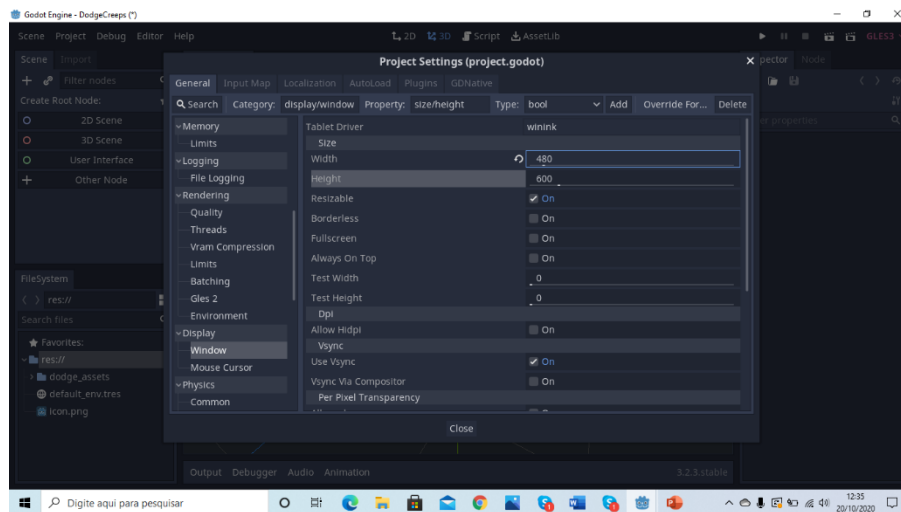 Godot Engine - DodgeCreeps (*)
Scene Project Debug Editor Help 2D 3D Script AssetLib GLES3
Scene Import pector Node
Project Settings (project.godot)
Filter nodes
General Input Map Localization AutoLoad Plugins GDNative
Create Root Node:
Search Category: display/window Property: size/height Type: bool Add Override For... Delete
2D Scene
3D Scene
User Interface
Other Node
Memory
Limits
Logging
File Logging
Rendering
Quality
Threads
Vram Compression
Limits
Batching
Gles 2
Environment
Display
Window
Mouse Cursor
Physics
Common
Tablet Driver winink
Size
Width 480
Height 600
Resizable On
Borderless On
Fullscreen On
Always On Top On
Test Width 0
Test Height 0
Dpi
Allow Hidpi On
Vsync
Use Vsync On
Vsync Via Compositor On
Per Pixel Transparency
er properties
FileSystem
res://
Search files
Favorites:
res://
dodge_assets
default_env.tres
icon.png
Close
Output Debugger Audio Animation 3.2.3.stable
Digite aqui para pesquisar
12:35
20/10/2020